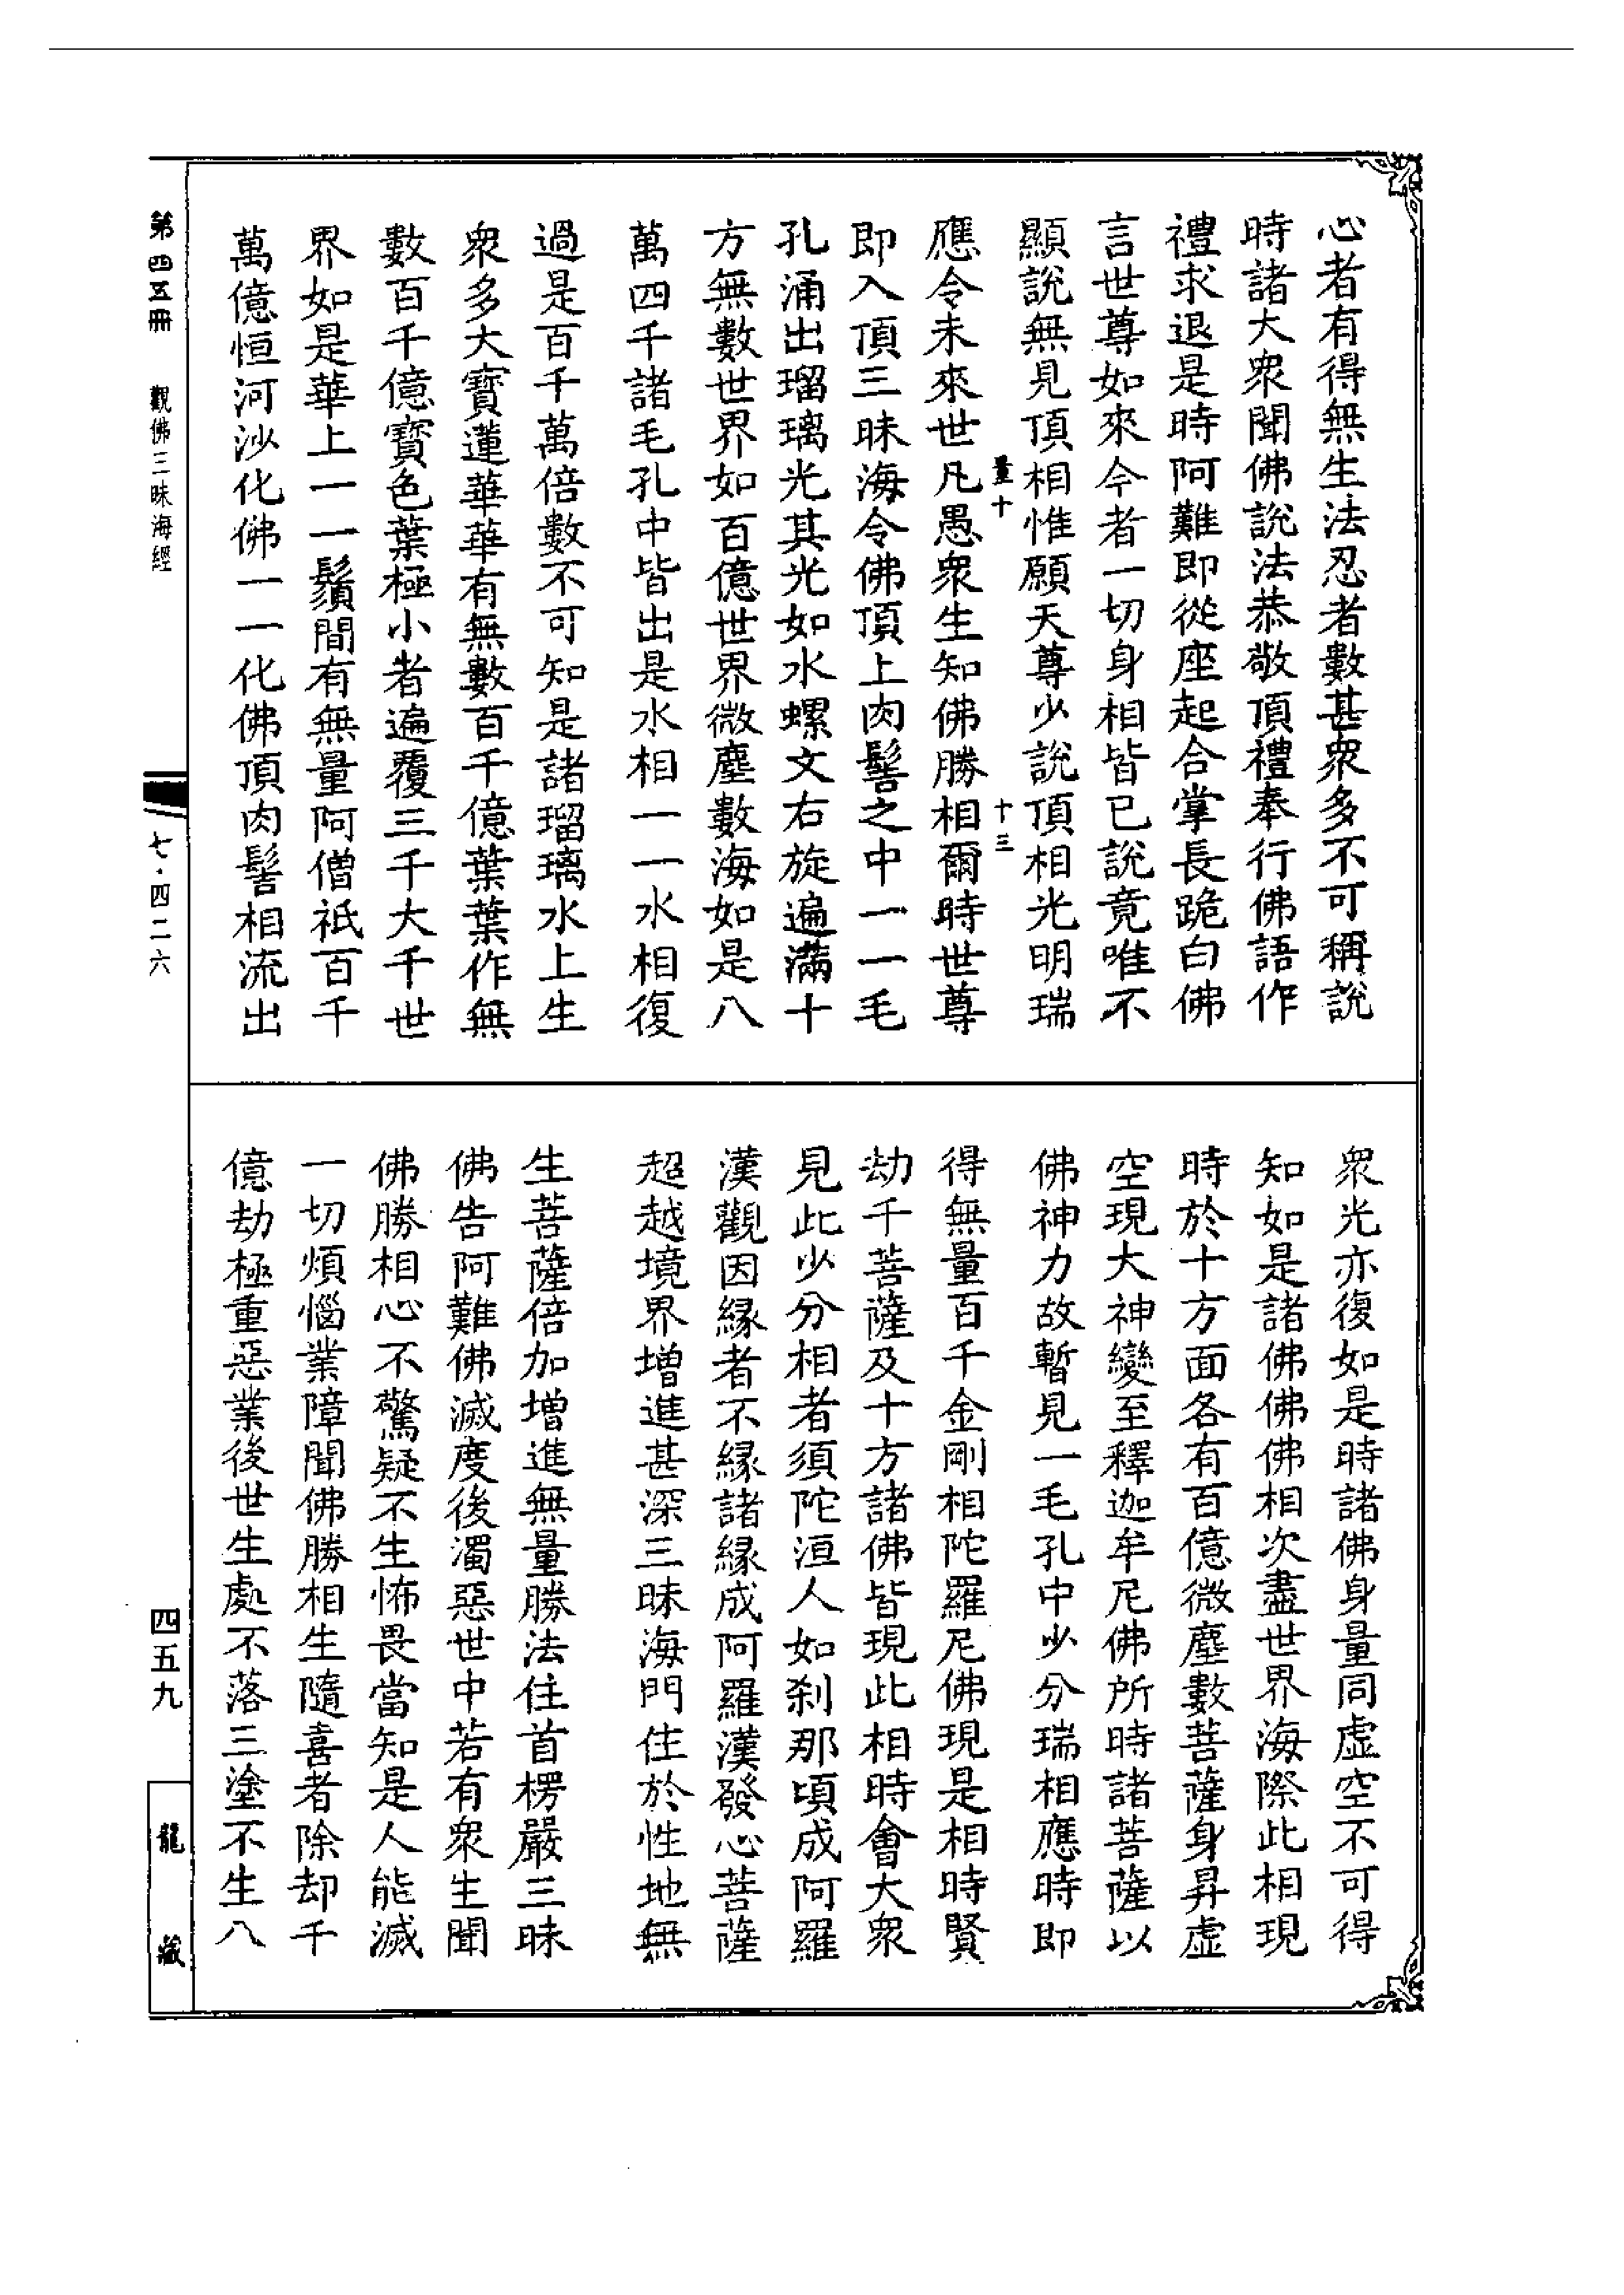 心者有得無生法忍者數甚衆多不可稱說
時諸大衆聞佛說法恭敬頂禮奉行佛語作
禮求退是時阿難即從座起合掌長跪白佛
言世尊如來今者一切身相皆已說竟唯不
顯說無見頂相惟願天尊少說頂相光明瑞
量十 十三
應令未來世凡愚衆生知佛勝相爾時世尊
即入頂三昧海令佛頂上肉髻之中一一毛
孔涌出瑠璃光其光如水螺文右旋遍滿十
方無數世界如百億世界微塵數海如是八
萬四千諸毛孔中皆出是水相一一水相復
過是百千萬倍數不可知是諸瑠璃水上生
衆多大寶蓮華華有無數百千億葉葉作無
數百千億寶色葉極小者遍覆三千大千世
界如是華上一一鬚間有無量阿僧祇百千
萬億恒河沙化佛一一化佛頂肉髻相流出
衆光亦復如是時諸佛身量同虛空不可得
知如是諸佛佛佛相次盡世界海際此相現
時於十方面各有百億微塵數菩薩身昇虛
空現大神變至釋迦牟尼佛所時諸菩薩以
佛神力故暫見一毛孔中少分瑞相應時即
得無量百千金剛相陀羅尼佛現是相時賢
劫千菩薩及十方諸佛皆現此相時會大衆
見此少分相者須陀洹人如剎那頃成阿羅
漢觀因緣者不緣諸緣成阿羅漢發心菩薩
超越境界增進甚深三昧海門住於性地無
生菩薩倍加增進無量勝法住首楞嚴三昧
佛告阿難佛滅度後濁惡世中若有衆生聞
佛勝相心不驚疑不生怖畏當知是人能滅
一切煩惱業障聞佛勝相生隨喜者除却千
億劫極重惡業後世生處不落三塗不生八
第四五冊 觀佛三昧海經
七·四二六
四五九
龍藏